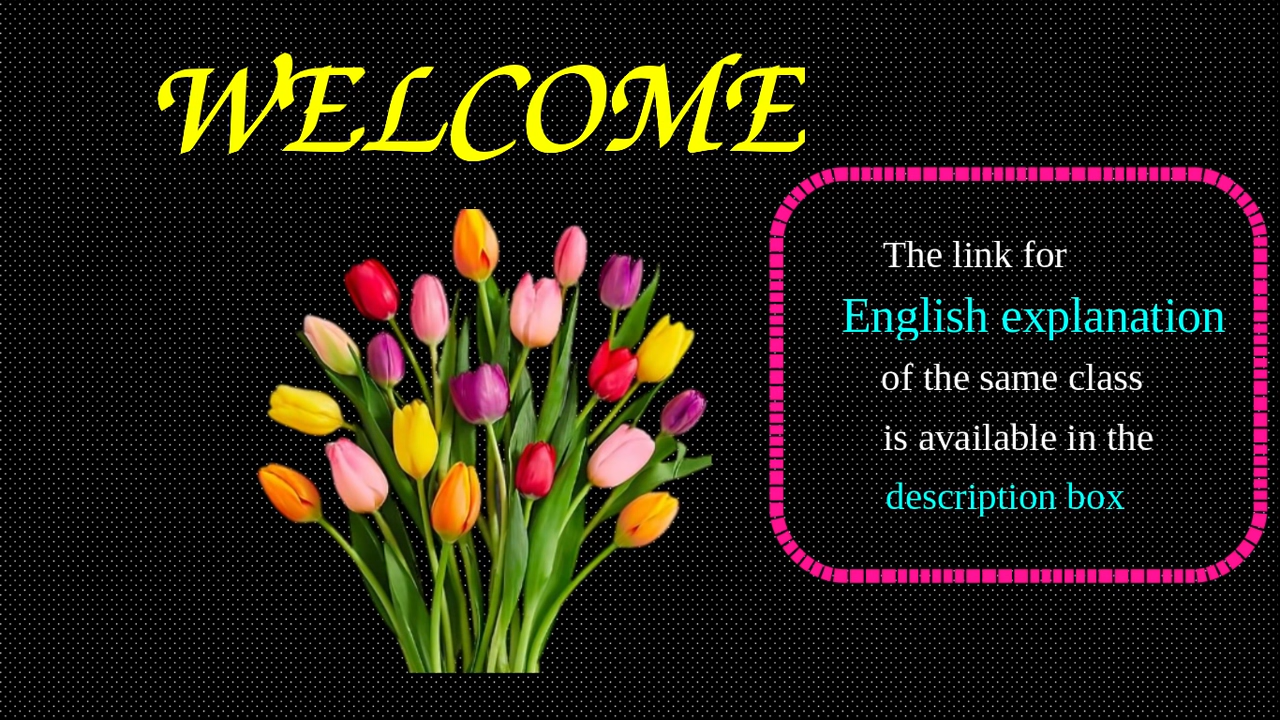 WELCOME
The link for
English explanation
of the same class
is available in the
description box